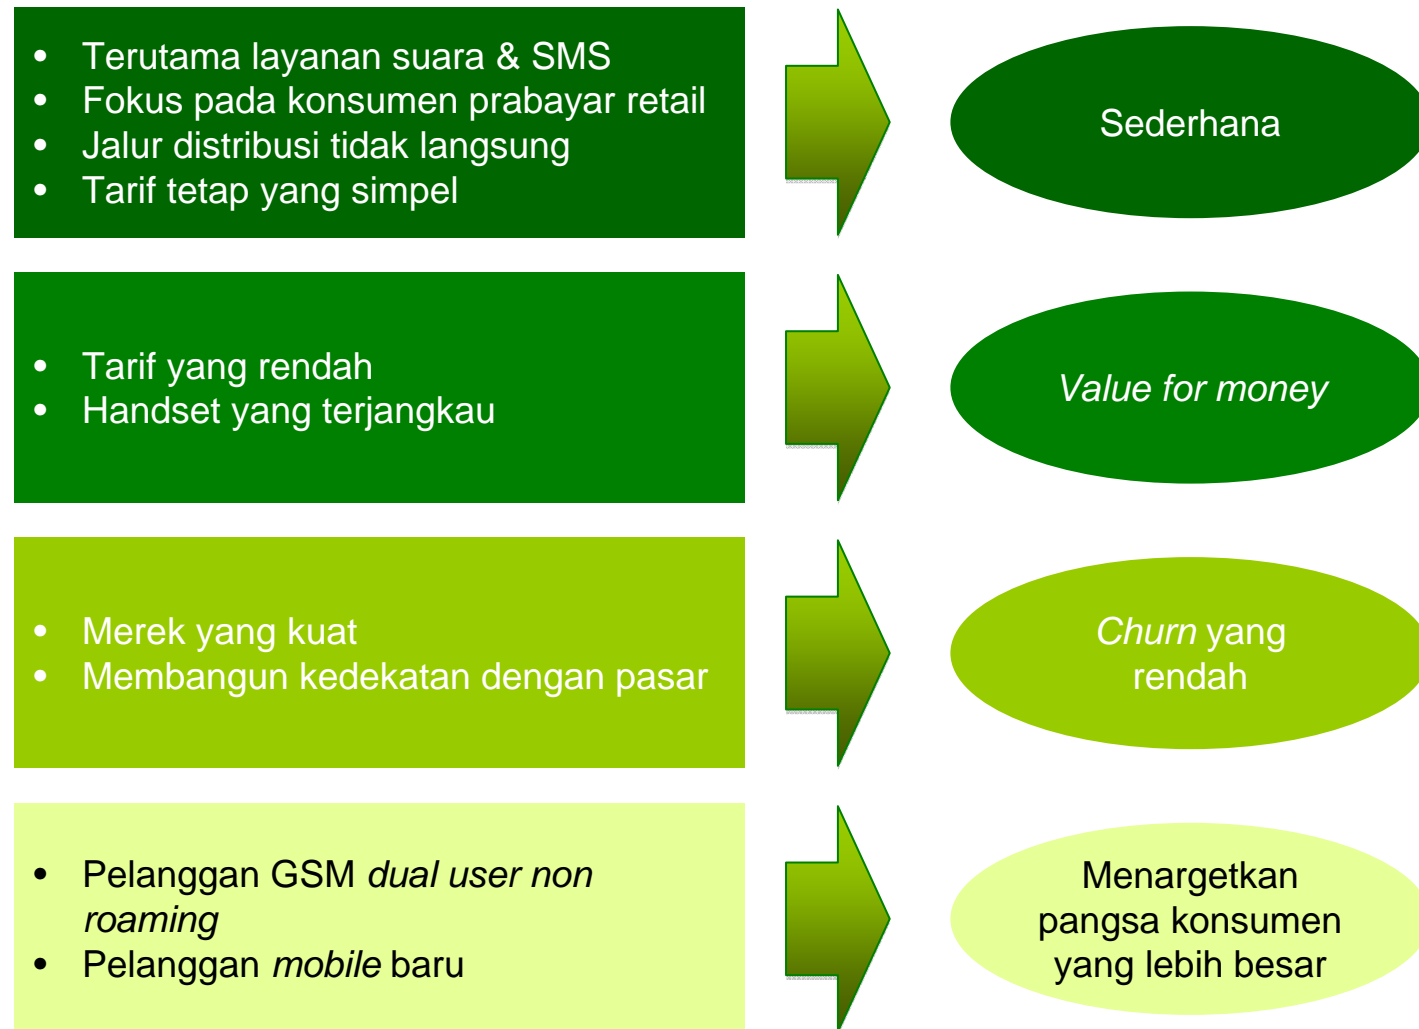 • Terutama layanan suara & SMS
• Fokus pada konsumen prabayar retail
• Jalur distribusi tidak langsung
• Tarif tetap yang simpel
Sederhana
• Tarif yang rendah
• Handset yang terjangkau
Value for money
• Merek yang kuat
• Membangun kedekatan dengan pasar
Churn yang
rendah
• Pelanggan GSM dual user non
roaming
• Pelanggan mobile baru
Menargetkan
pangsa konsumen
yang lebih besar